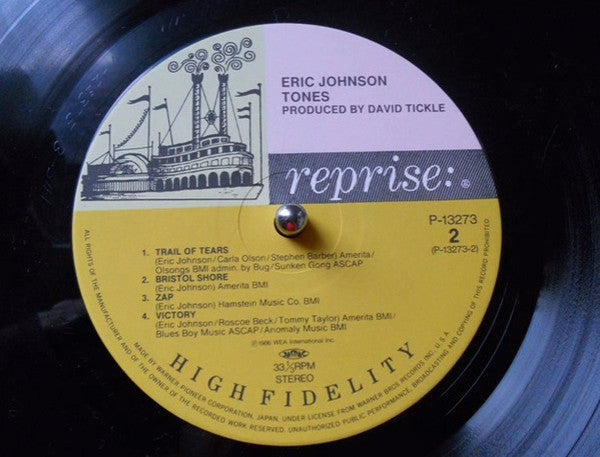 ERIC JOHNSON
TONES
PRODUCED BY DAVID TICKLE
reprise:®
P-13273
2
(P-13273-2)
1. TRAIL OF TEARS
(Eric Johnson/Carla Olson/Stephen Barber) Amerita/
Olsongs BMI admin. by Bug/Sunken Gong ASCAP
2. BRISTOL SHORE
(Eric Johnson) Amerita BMI
3. ZAP
(Eric Johnson) Hamstein Music Co. BMI
4. VICTORY
(Eric Johnson/Roscoe Beck/Tommy Taylor) Amerita BMI/
Blues Boy Music ASCAP/Anomaly Music BMI
℗1986 WEA International Inc.
33 ⅓ RPM
STEREO
HIGH FIDELITY
ALL RIGHTS OF THE MANUFACTURER AND OF THE OWNER OF THE RECORDED WORK RESERVED. UNAUTHORIZED PUBLIC PERFORMANCE, BROADCASTING AND COPYING OF THIS RECORD PROHIBITED
MADE BY WARNER-PIONEER CORPORATION, JAPAN, UNDER LICENSE FROM WARNER BROS RECORDS INC. U.S.A.